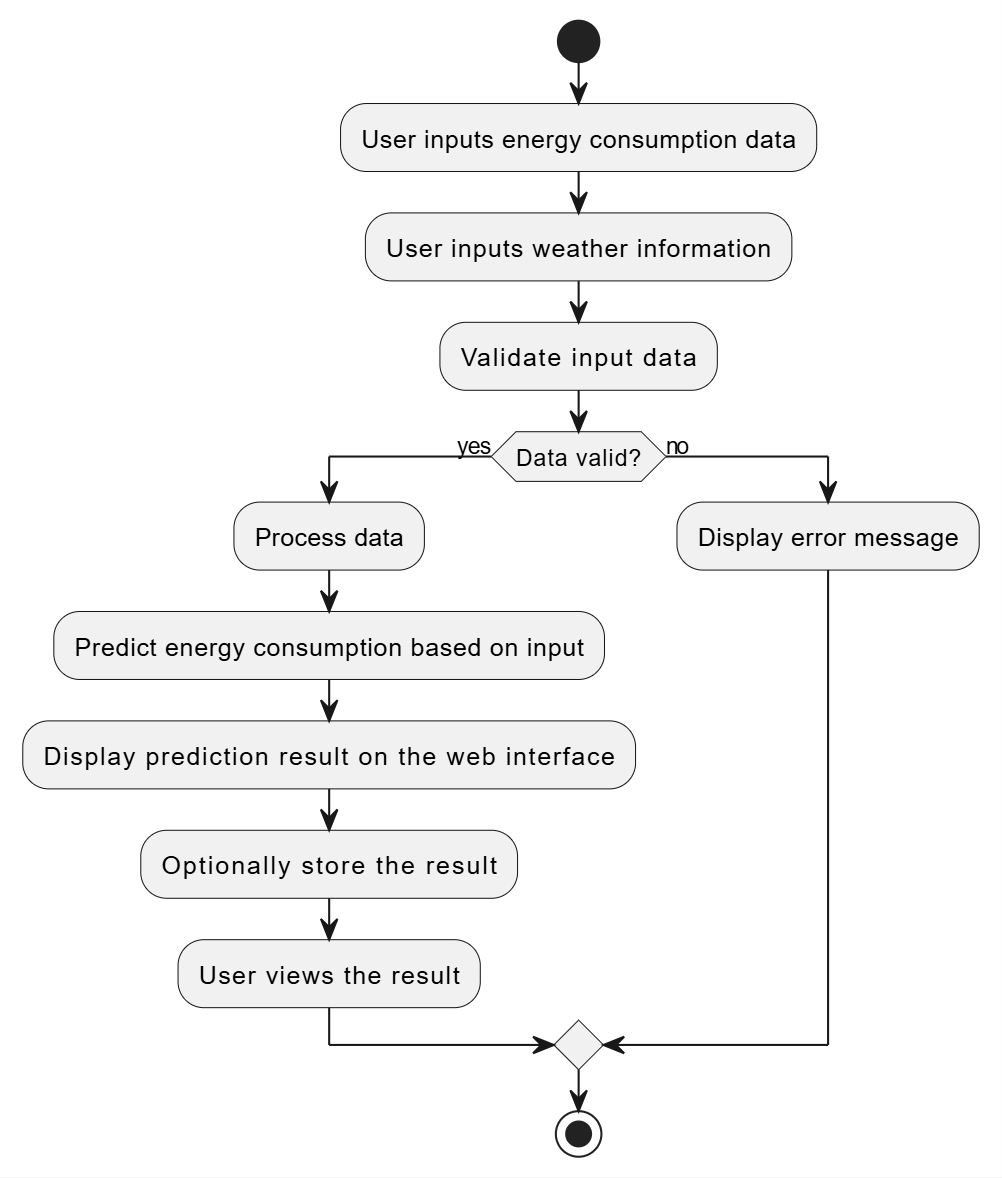 User inputs energy consumption data
User inputs weather information
Validate input data
yes
Data valid?
no
Process data
Display error message
Predict energy consumption based on input
Display prediction result on the web interface
Optionally store the result
User views the result